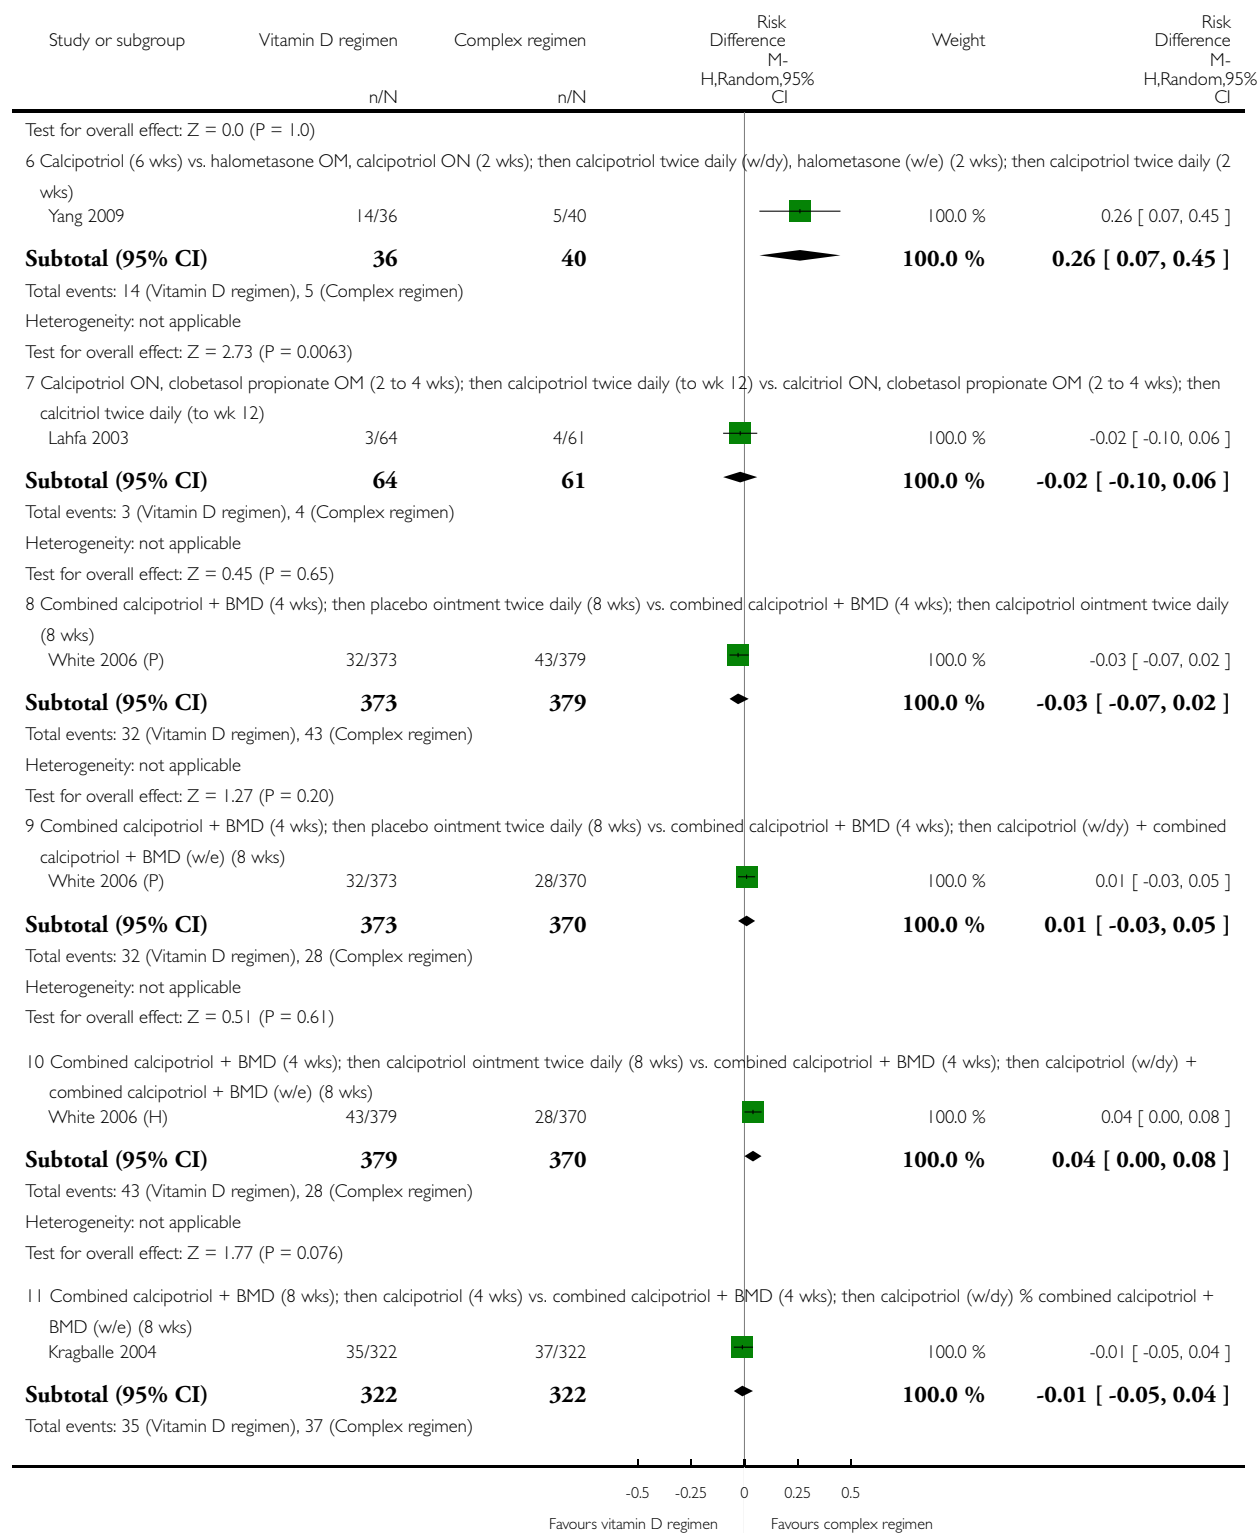 Study or subgroup Vitamin D regimen Complex regimen Risk Difference Weight Risk Difference
M- M-
H,Random,95% H,Random,95%
n/N n/N CI CI
Test for overall effect: Z = 0.0 (P = 1.0)
6 Calcipotriol (6 wks) vs. halometasone OM, calcipotriol ON (2 wks); then calcipotriol twice daily (w/dy), halometasone (w/e) (2 wks); then calcipotriol twice daily (2
wks)
Yang 2009 14/36 5/40 100.0 % 0.26 [ 0.07, 0.45 ]
Subtotal (95% CI) 36 40 100.0 % 0.26 [ 0.07, 0.45 ]
Total events: 14 (Vitamin D regimen), 5 (Complex regimen)
Heterogeneity: not applicable
Test for overall effect: Z = 2.73 (P = 0.0063)
7 Calcipotriol ON, clobetasol propionate OM (2 to 4 wks); then calcipotriol twice daily (to wk 12) vs. calcitriol ON, clobetasol propionate OM (2 to 4 wks); then
calcitriol twice daily (to wk 12)
Lahfa 2003 3/64 4/61 100.0 % -0.02 [ -0.10, 0.06 ]
Subtotal (95% CI) 64 61 100.0 % -0.02 [ -0.10, 0.06 ]
Total events: 3 (Vitamin D regimen), 4 (Complex regimen)
Heterogeneity: not applicable
Test for overall effect: Z = 0.45 (P = 0.65)
8 Combined calcipotriol + BMD (4 wks); then placebo ointment twice daily (8 wks) vs. combined calcipotriol + BMD (4 wks); then calcipotriol ointment twice daily
(8 wks)
White 2006 (P) 32/373 43/379 100.0 % -0.03 [ -0.07, 0.02 ]
Subtotal (95% CI) 373 379 100.0 % -0.03 [ -0.07, 0.02 ]
Total events: 32 (Vitamin D regimen), 43 (Complex regimen)
Heterogeneity: not applicable
Test for overall effect: Z = 1.27 (P = 0.20)
9 Combined calcipotriol + BMD (4 wks); then placebo ointment twice daily (8 wks) vs. combined calcipotriol + BMD (4 wks); then calcipotriol (w/dy) + combined
calcipotriol + BMD (w/e) (8 wks)
White 2006 (P) 32/373 28/370 100.0 % 0.01 [ -0.03, 0.05 ]
Subtotal (95% CI) 373 370 100.0 % 0.01 [ -0.03, 0.05 ]
Total events: 32 (Vitamin D regimen), 28 (Complex regimen)
Heterogeneity: not applicable
Test for overall effect: Z = 0.51 (P = 0.61)
10 Combined calcipotriol + BMD (4 wks); then calcipotriol ointment twice daily (8 wks) vs. combined calcipotriol + BMD (4 wks); then calcipotriol (w/dy) +
combined calcipotriol + BMD (w/e) (8 wks)
White 2006 (H) 43/379 28/370 100.0 % 0.04 [ 0.00, 0.08 ]
Subtotal (95% CI) 379 370 100.0 % 0.04 [ 0.00, 0.08 ]
Total events: 43 (Vitamin D regimen), 28 (Complex regimen)
Heterogeneity: not applicable
Test for overall effect: Z = 1.77 (P = 0.076)
11 Combined calcipotriol + BMD (8 wks); then calcipotriol (4 wks) vs. combined calcipotriol + BMD (4 wks); then calcipotriol (w/dy) % combined calcipotriol +
BMD (w/e) (8 wks)
Kragballe 2004 35/322 37/322 100.0 % -0.01 [ -0.05, 0.04 ]
Subtotal (95% CI) 322 322 100.0 % -0.01 [ -0.05, 0.04 ]
Total events: 35 (Vitamin D regimen), 37 (Complex regimen)
-0.5 -0.25 0 0.25 0.5
Favours vitamin D regimen Favours complex regimen